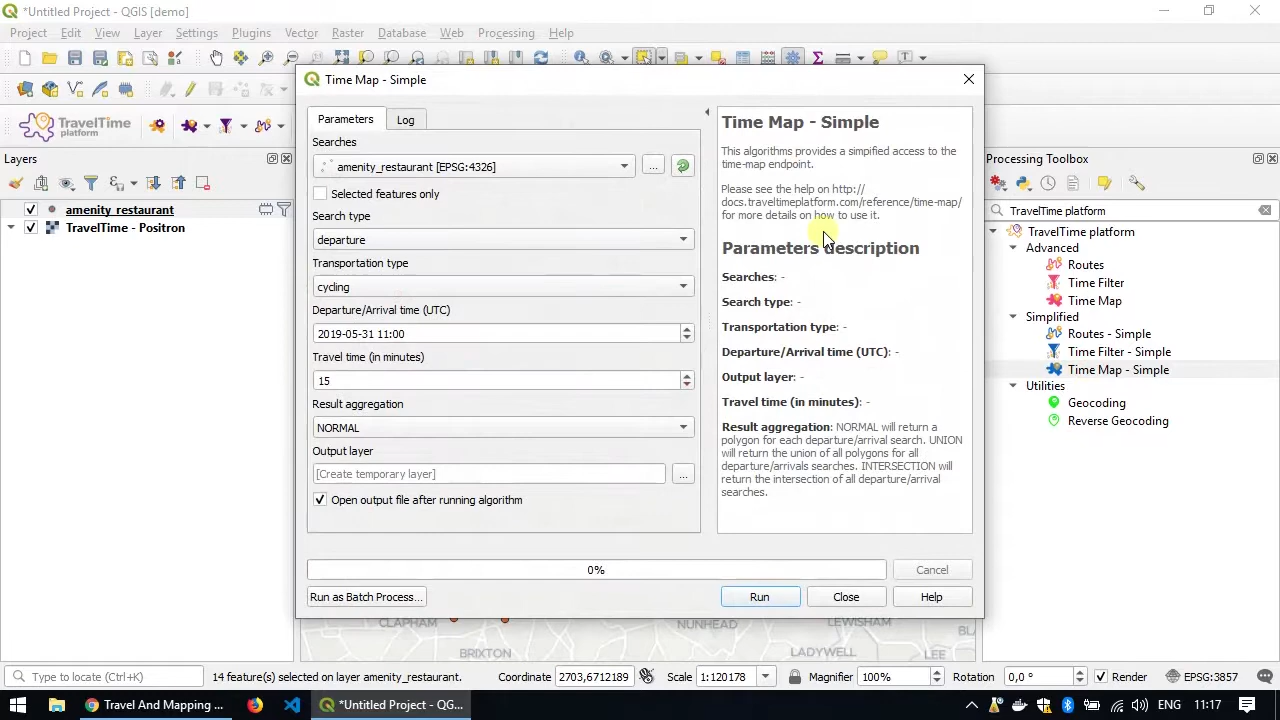 *Untitled Project - QGIS [demo]
Project Edit View Layer Settings Plugins Vector Raster Database Web Processing Help
TravelTime
platform
Layers
amenity_restaurant
TravelTime - Positron
Time Map - Simple
Parameters
Log
Searches
amenity_restaurant [EPSG:4326]
...
Selected features only
Search type
departure
Transportation type
cycling
Departure/Arrival time (UTC)
2019-05-31 11:00
Travel time (in minutes)
15
Result aggregation
NORMAL
Output layer
[Create temporary layer]
...
Open output file after running algorithm
Time Map - Simple
This algorithms provides a simpified access to the
time-map endpoint.
Please see the help on http://
docs.traveltimeplatform.com/reference/time-map/
for more details on how to use it.
Parameters description
Searches: -
Search type: -
Transportation type: -
Departure/Arrival time (UTC): -
Output layer: -
Travel time (in minutes): -
Result aggregation: NORMAL will return a
polygon for each departure/arrival search. UNION
will return the union of all polygons for all
departure/arrivals searches. INTERSECTION will
return the intersection of all departure/arrival
searches.
0%
Cancel
Run as Batch Process...
Run
Close
Help
Processing Toolbox
TravelTime platform
TravelTime platform
Advanced
Routes
Time Filter
Time Map
Simplified
Routes - Simple
Time Filter - Simple
Time Map - Simple
Utilities
Geocoding
Reverse Geocoding
CLAPHAM
BRIXTON
NUNHEAD
LEWISHAM
LADYWELL
LEE
BL
Type to locate (Ctrl+K)
14 feature(s) selected on layer amenity_restaurant.
Coordinate 2703,6712189
Scale 1:120178
Magnifier 100%
Rotation 0,0 °
Render
EPSG:3857
Travel And Mapping ...
*Untitled Project - QG...
11:17